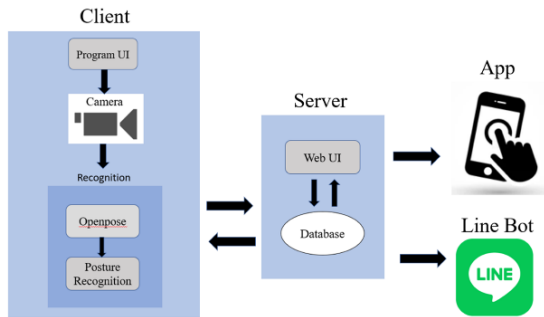 Client
Program UI
Camera
Recognition
Openpose
Posture
Recognition
Server
Web UI
Database
App
Line Bot
LINE